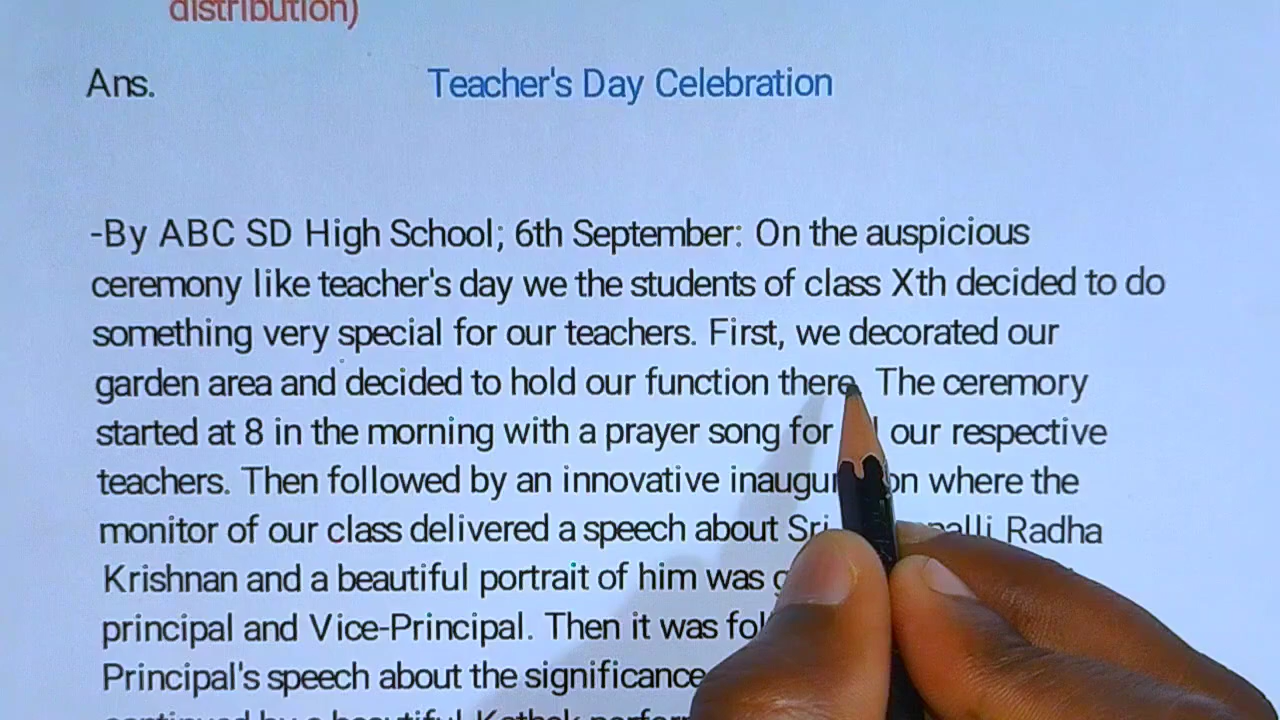 distribution)
Ans. Teacher's Day Celebration
-By ABC SD High School; 6th September: On the auspicious
ceremony like teacher's day we the students of class Xth decided to do
something very special for our teachers. First, we decorated our
garden area and decided to hold our function there. The ceremory
started at 8 in the morning with a prayer song for our respective
teachers. Then followed by an innovative where the
monitor of our class delivered a speech about Radha
Krishnan and a beautiful portrait of him was
principal and Vice-Principal. Then it was
Principal's speech about the significance
by a beautiful Kathak